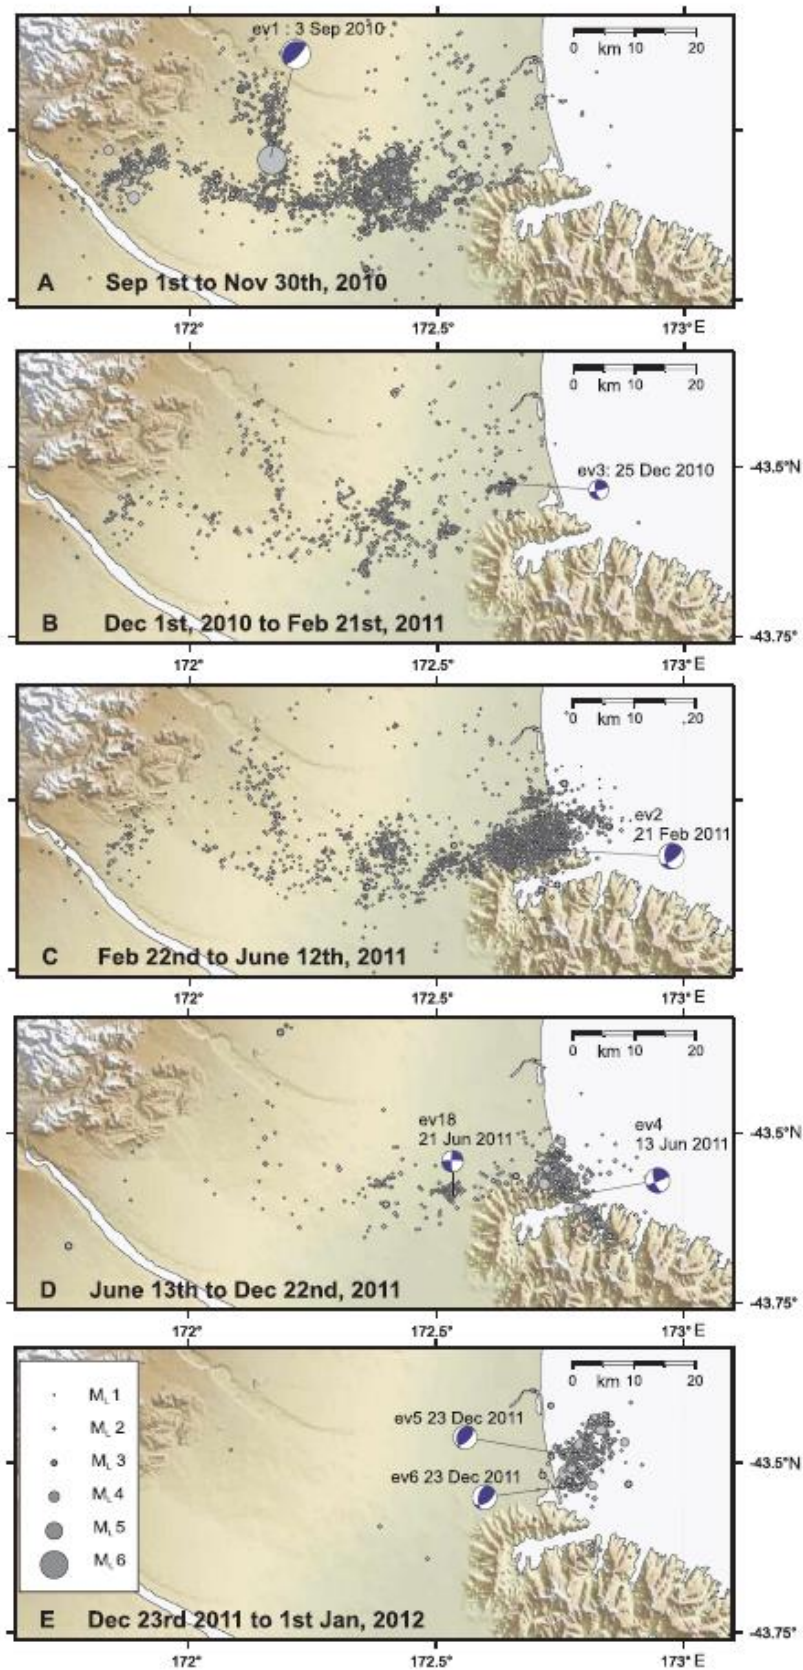 ev1 : 3 Sep 2010
0 km 10 20
A Sep 1st to Nov 30th, 2010
172° 172.5° 173° E
0 km 10 20
-43.5°N
ev3: 25 Dec 2010
B Dec 1st, 2010 to Feb 21st, 2011
-43.75°
172° 172.5° 173° E
0 km 10 20
ev2
21 Feb 2011
C Feb 22nd to June 12th, 2011
172° 172.5° 173° E
0 km 10 20
ev18
21 Jun 2011
ev4
13 Jun 2011
-43.5°N
D June 13th to Dec 22nd, 2011
-43.75°
172° 172.5° 173° E
0 km 10 20
M L 1
M L 2
M L 3
M L 4
M L 5
M L 6
ev5 23 Dec 2011
ev6 23 Dec 2011
-43.5°N
E Dec 23rd 2011 to 1st Jan, 2012
-43.75°
172° 172.5° 173° E